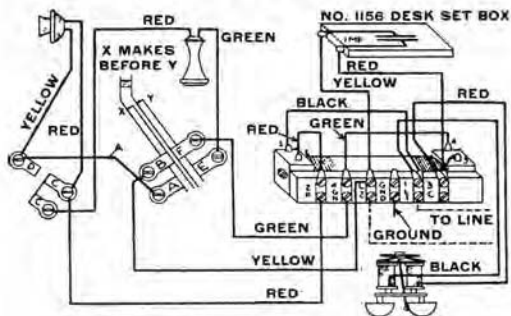 NO. 1156 DESK SET BOX
RED
GREEN
X MAKES
BEFORE Y
YELLOW
RED
A
X
Y
B
F
A
E
D
C
RED
YELLOW
BLACK
RED
GREEN
RED
TO LINE
GROUND
GREEN
YELLOW
RED
BLACK